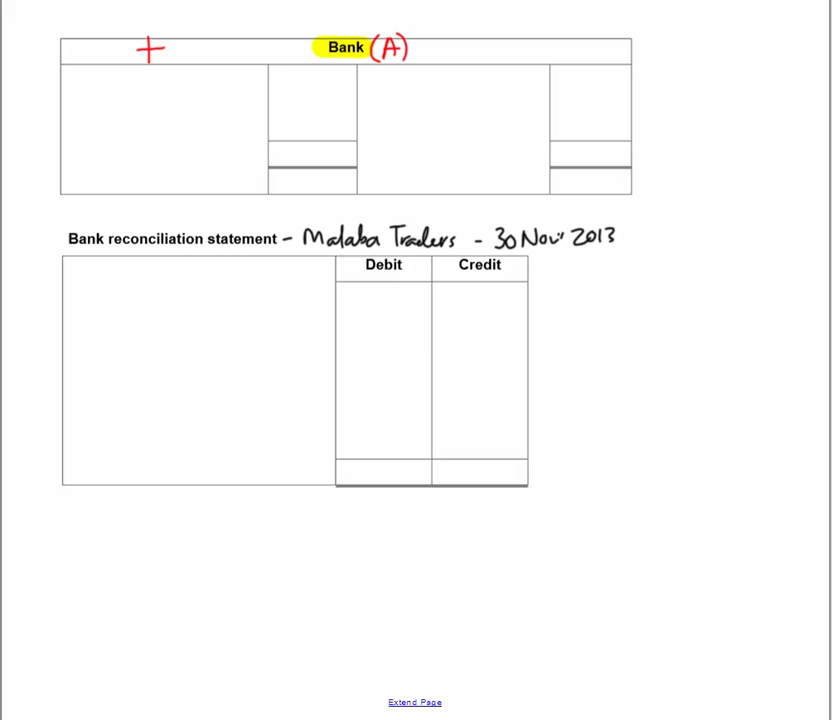 + Bank (A)
Bank reconciliation statement - Malaba Traders - 30 Nov' 2013
Debit Credit
Extend Page